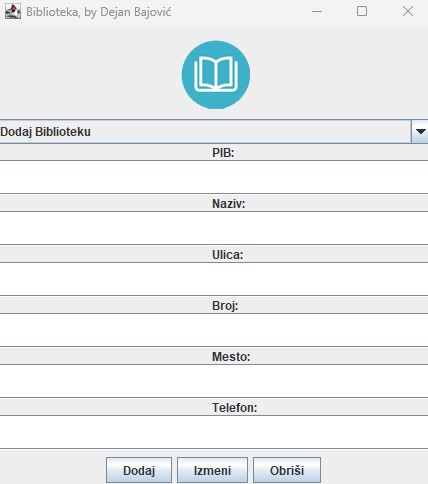 Biblioteka, by Dejan Bajović
Dodaj Biblioteku
PIB:
Naziv:
Ulica:
Broj:
Mesto:
Telefon:
Dodaj Izmeni Obriši